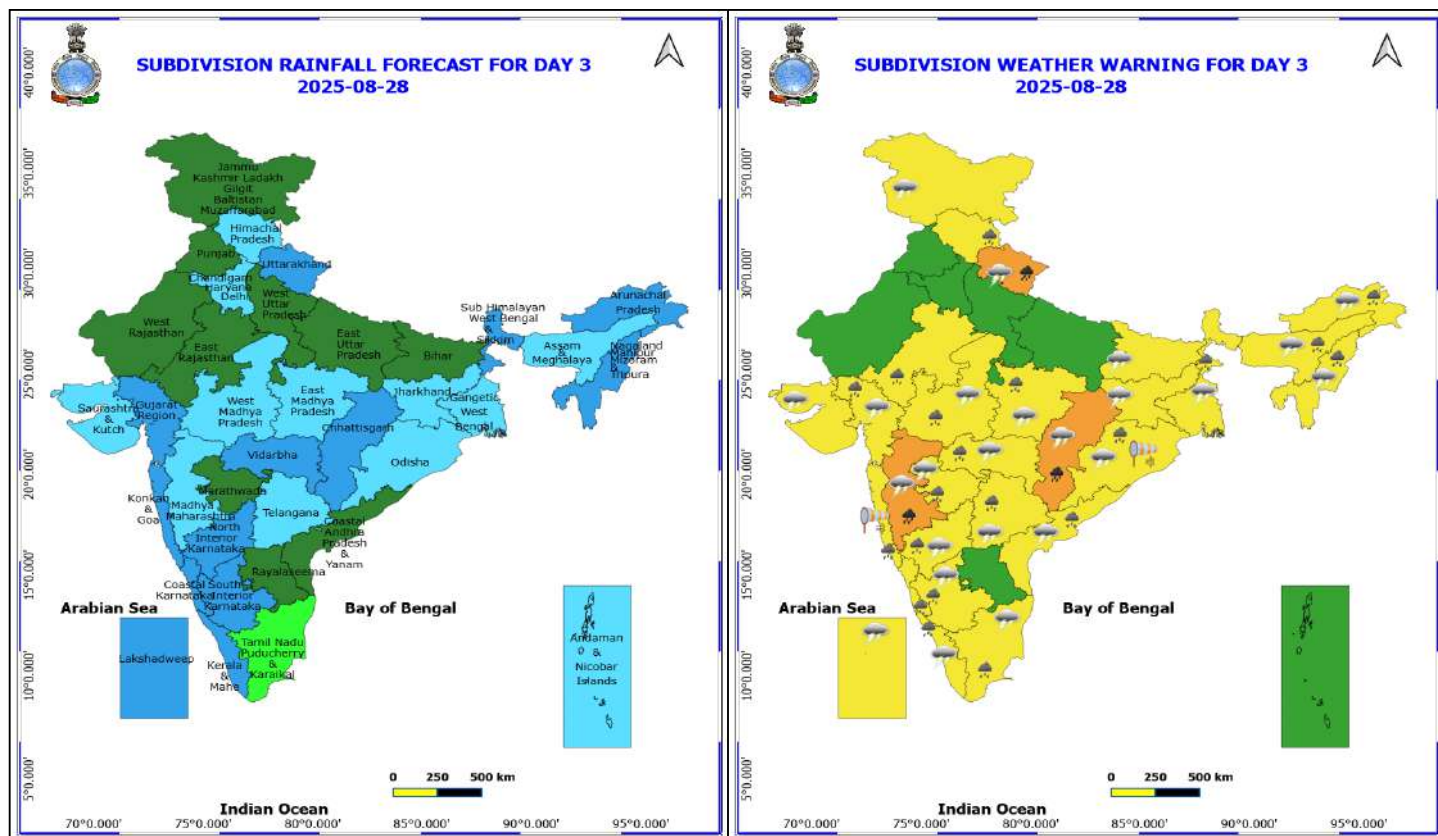 SUBDIVISION RAINFALL FORECAST FOR DAY 3
2025-08-28
40°0.000'
35°0.000'
30°0.000'
25°0.000'
20°0.000'
15°0.000'
10°0.000'
5°0.000'
Jammu
Kashmir Ladakh
Gilgit
Baltistan
Muzaffarabad
Himachal
Pradesh
Punjab
Uttarakhand
Chandigarh
Haryana
Delhi
West
Uttar
Pradesh
West
Rajasthan
East
Rajasthan
East
Uttar
Pradesh
Bihar
Sub Himalayan
West Bengal
&
Sikkim
Arunachal
Pradesh
Assam
&
Meghalaya
Nagaland
Manipur
Mizoram
&
Tripura
Saurashtra
&
Kutch
Gujarat
Region
West
Madhya
Pradesh
East
Madhya
Pradesh
Jharkhand
Gangetic
West
Bengal
Chhattisgarh
Odisha
Vidarbha
Konkan
&
Goa
Marathwada
Madhya
Maharashtra
Telangana
North
Interior
Karnataka
Coastal
Andhra
Pradesh
&
Yanam
Rayalaseema
Coastal
Karnataka
South
Interior
Karnataka
Arabian Sea
Bay of Bengal
Tamil Nadu
Puducherry
&
Karaikal
Lakshadweep
Kerala
&
Mahe
Andaman
&
Nicobar
Islands
0 250 500 km
Indian Ocean
70°0.000' 75°0.000' 80°0.000' 85°0.000' 90°0.000' 95°0.000'
SUBDIVISION WEATHER WARNING FOR DAY 3
2025-08-28
40°0.000'
35°0.000'
30°0.000'
25°0.000'
20°0.000'
15°0.000'
10°0.000'
5°0.000'
Arabian Sea
Bay of Bengal
0 250 500 km
Indian Ocean
70°0.000' 75°0.000' 80°0.000' 85°0.000' 90°0.000' 95°0.000'